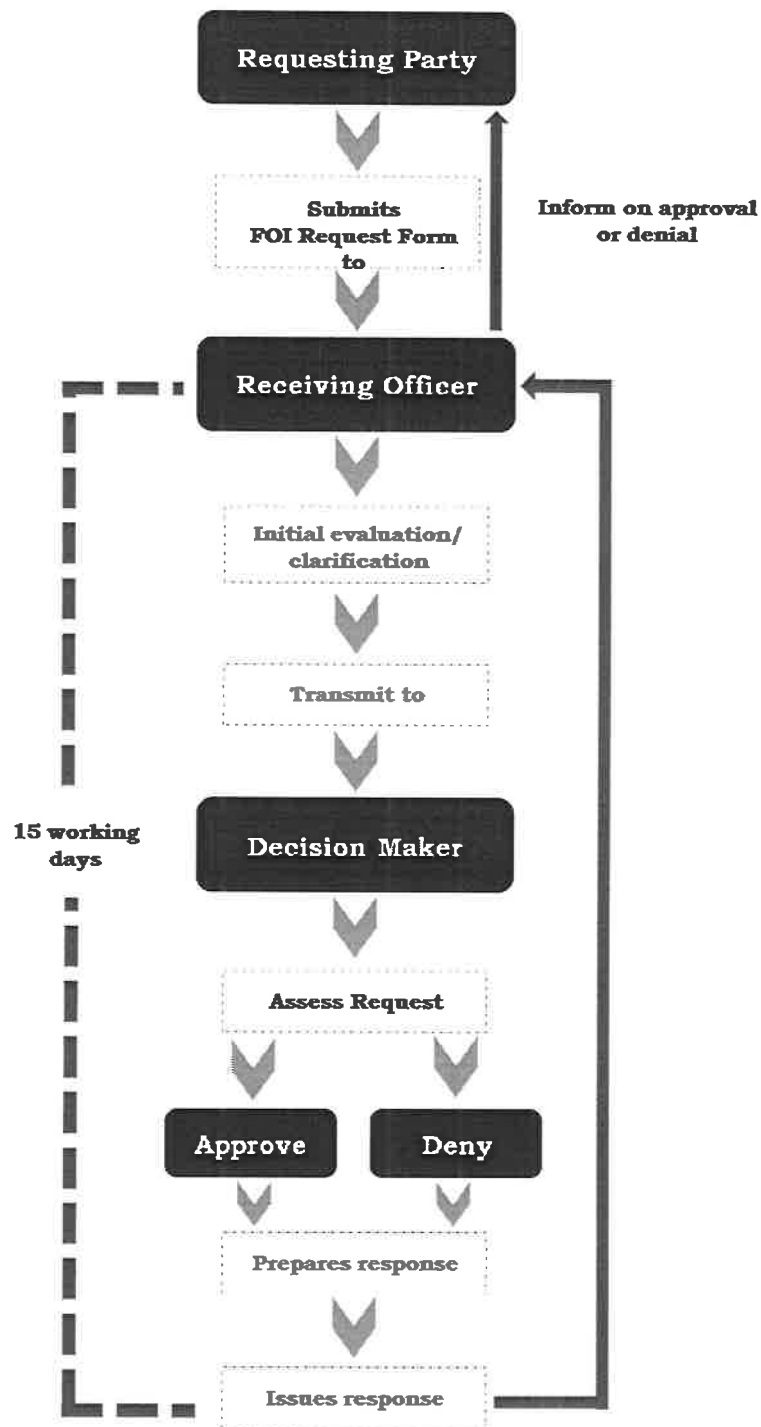 Requesting Party
Submits
FOI Request Form
to
Inform on approval
or denial
Receiving Officer
Initial evaluation/
clarification
Transmit to
15 working
days
Decision Maker
Assess Request
Approve
Deny
Prepares response
Issues response